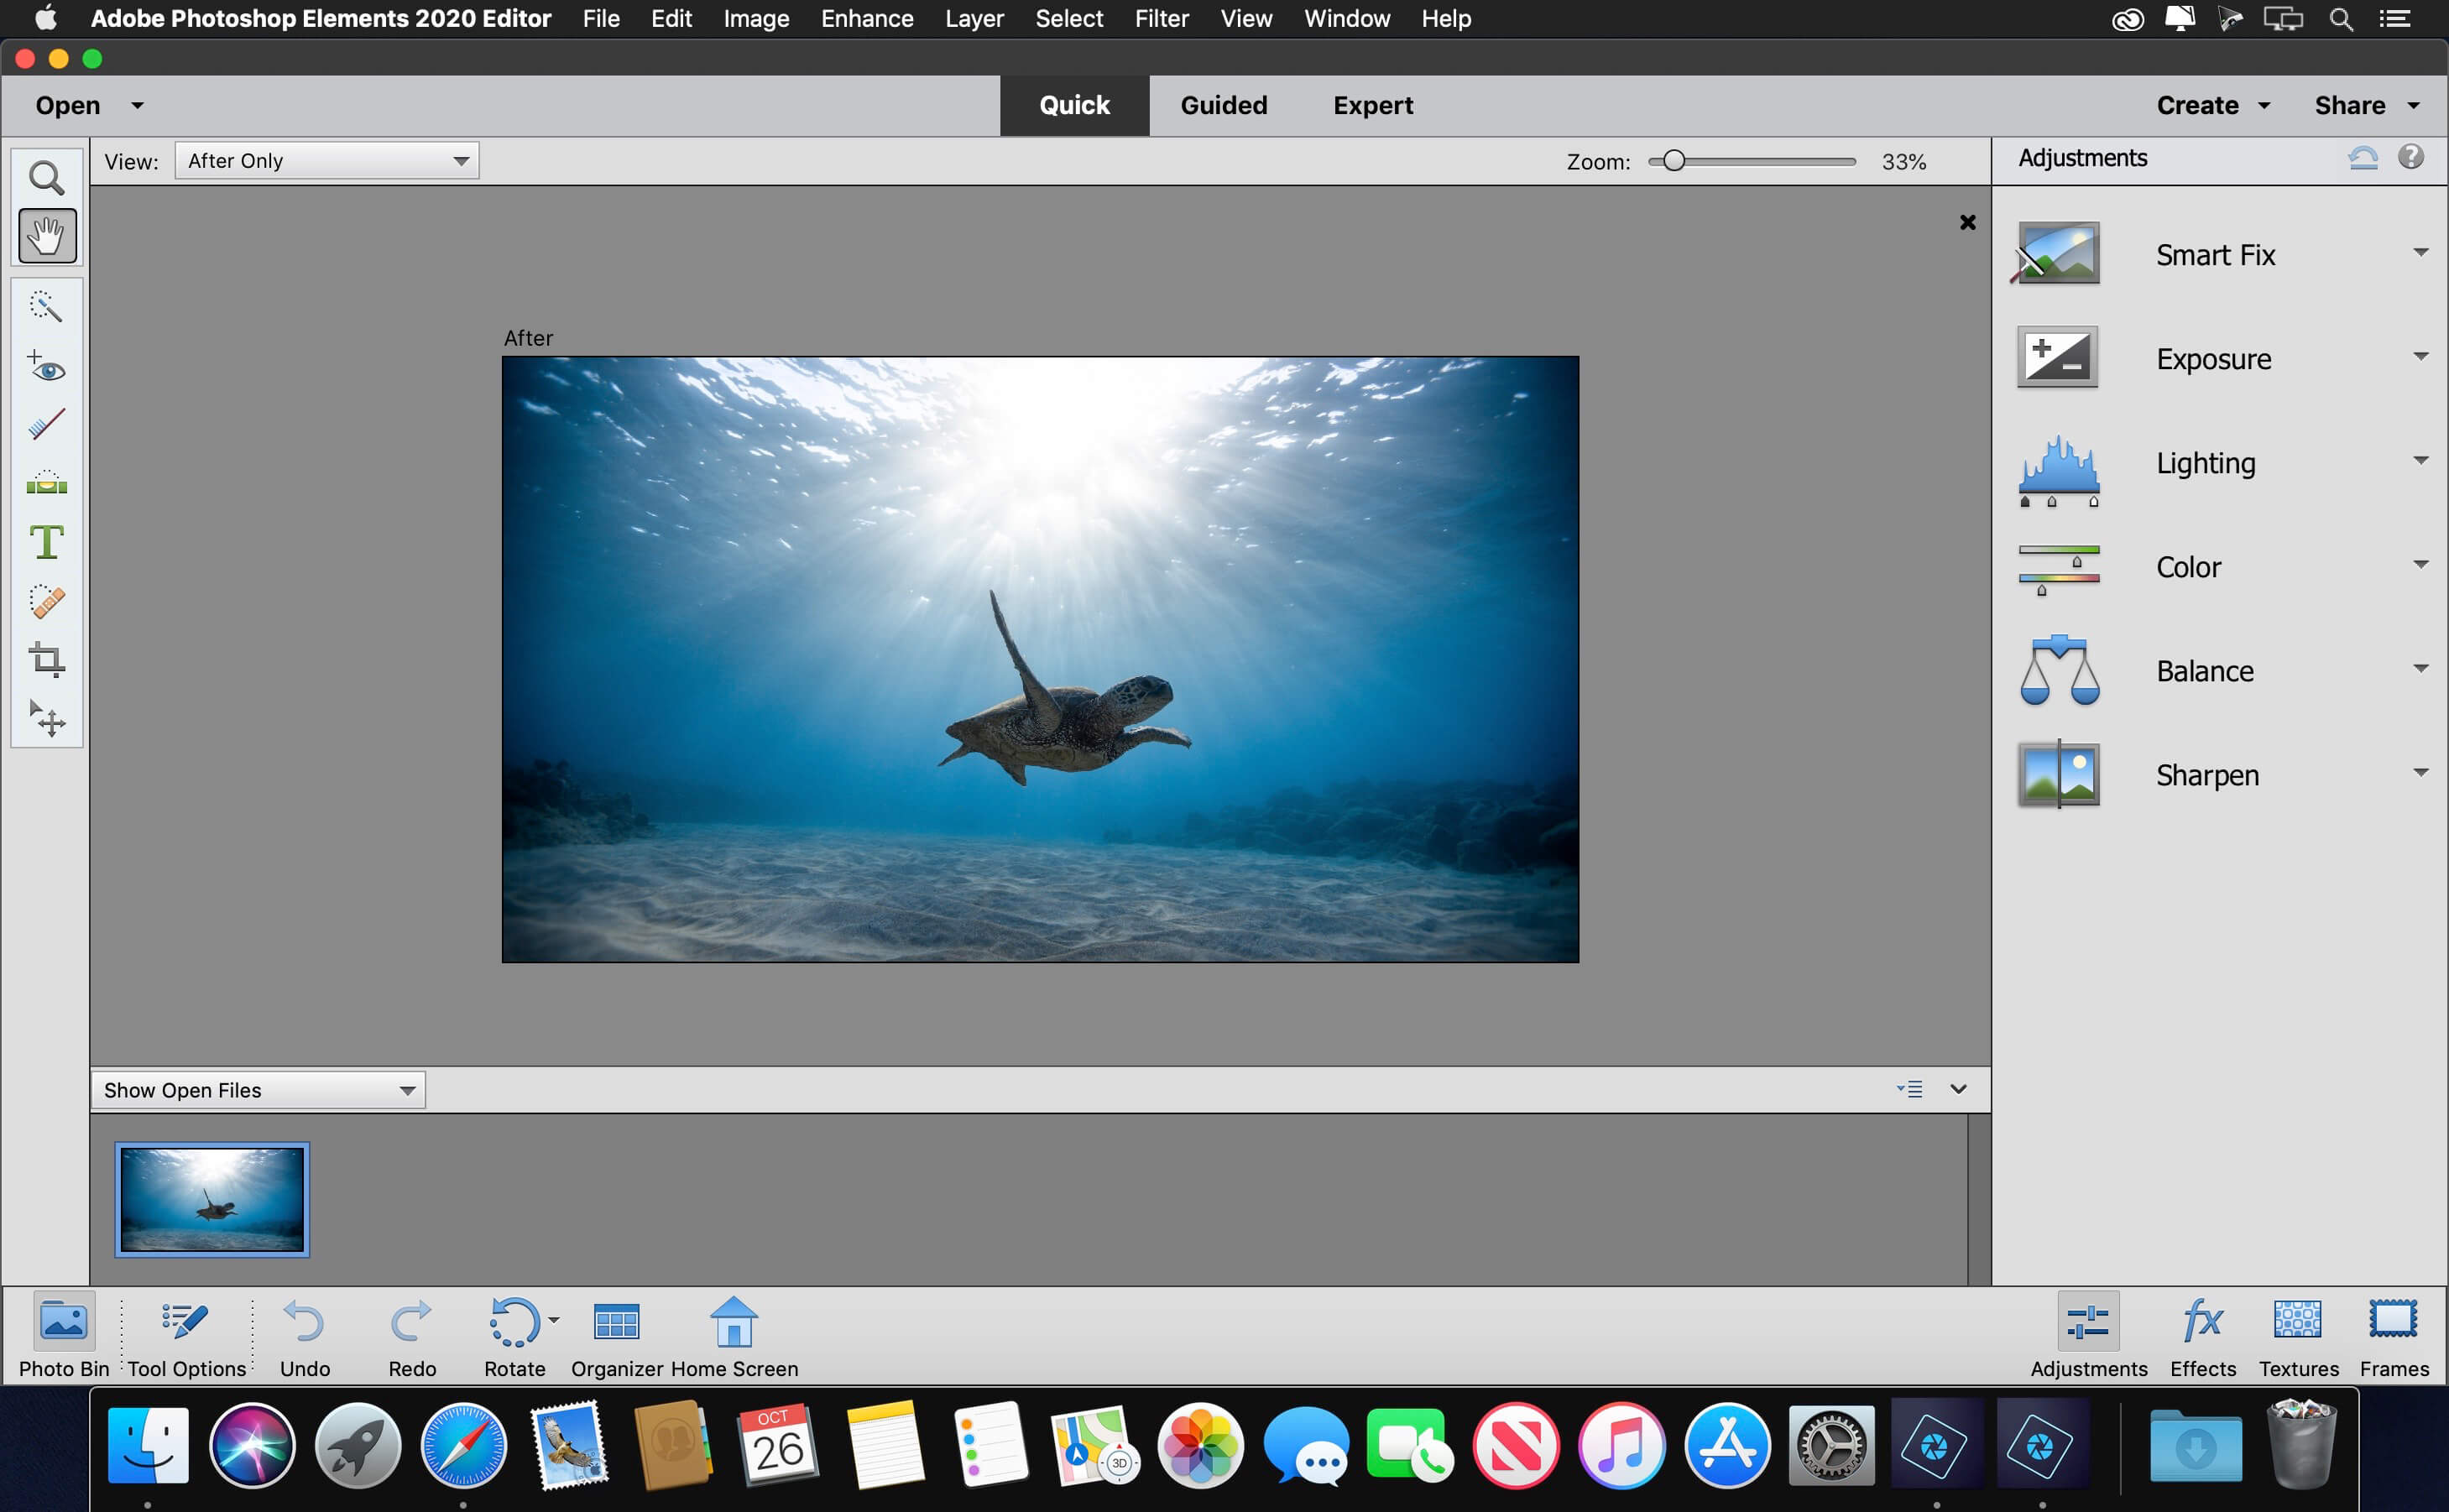 Adobe Photoshop Elements 2020 Editor File Edit Image Enhance Layer Select Filter View Window Help
Open Quick Guided Expert Create Share
View: After Only Zoom: 33% Adjustments
After
Smart Fix
Exposure
Lighting
Color
Balance
Sharpen
T
Show Open Files
Photo Bin Tool Options Undo Redo Rotate Organizer Home Screen Adjustments Effects Textures Frames
fx
OCT
26
3D